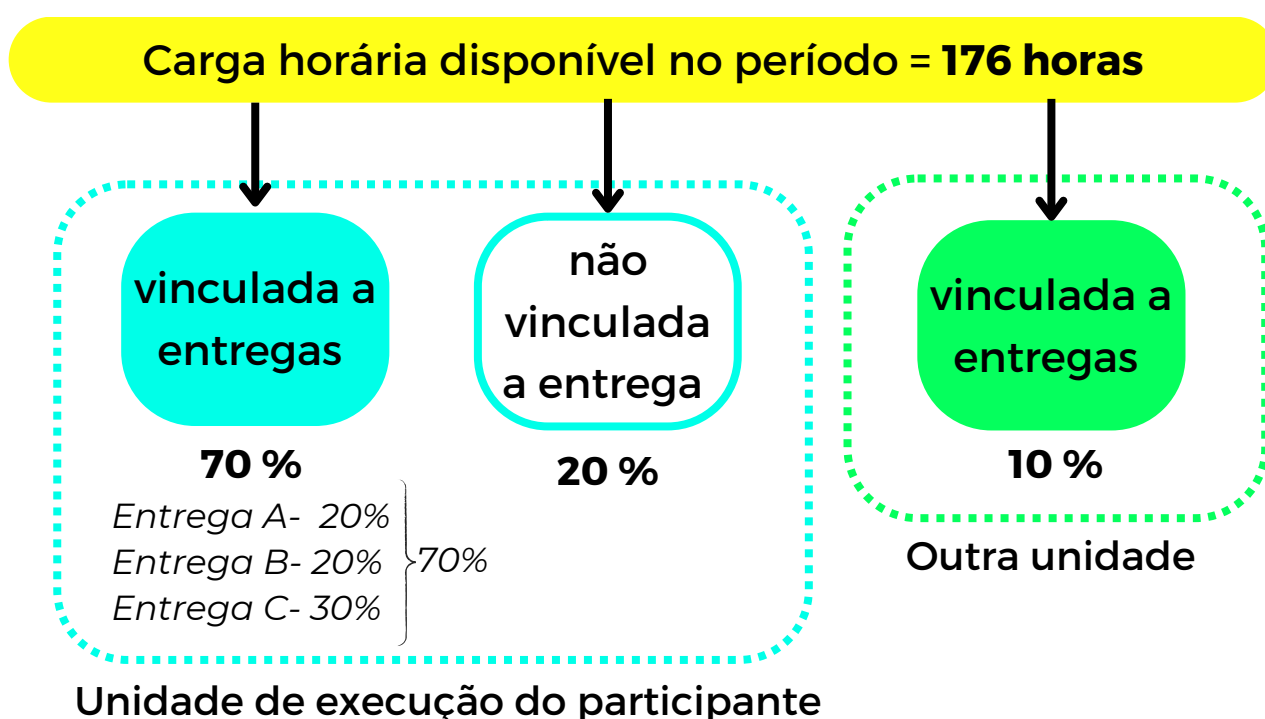 Carga horária disponível no período = 176 horas
vinculada a
entregas
70 %
Entrega A- 20%
Entrega B- 20%
Entrega C- 30%
70%
não
vinculada
a entrega
20 %
Unidade de execução do participante
vinculada a
entregas
10 %
Outra unidade